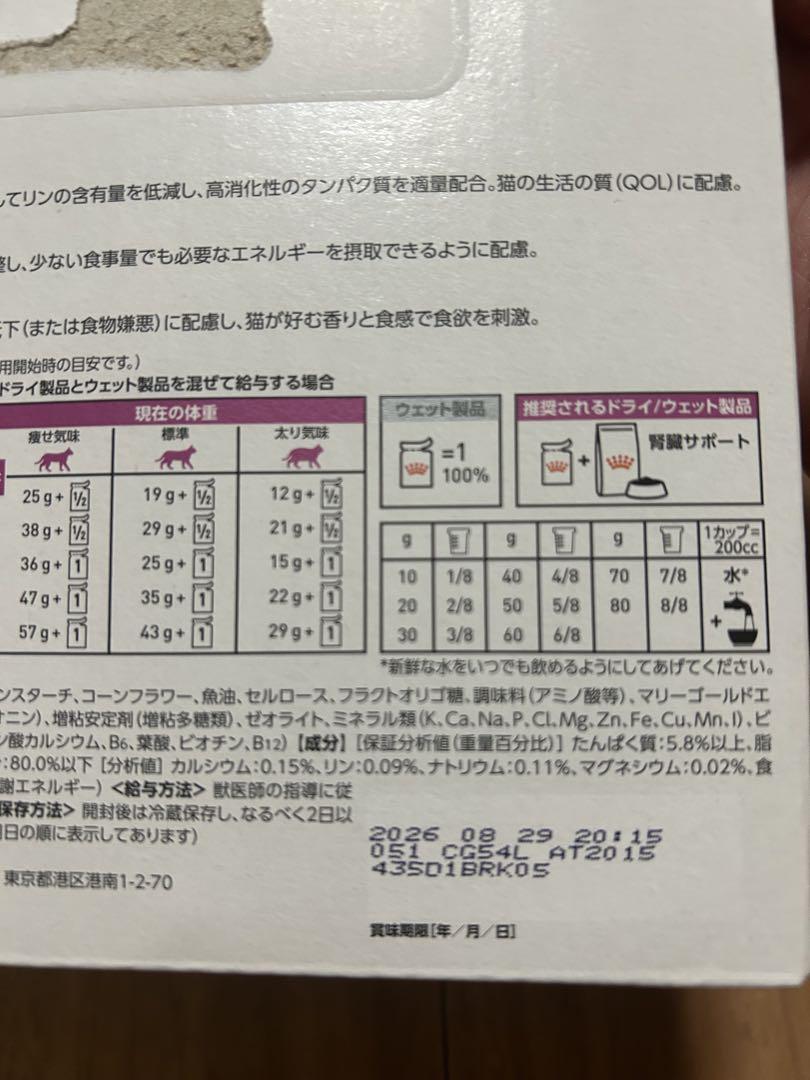 てリンの含有量を低減し、高消化性のタンパク質を適量配合。猫の生活の質(QOL)に配慮。
し、少ない食事量でも必要なエネルギーを摂取できるように配慮。
下(または食物嫌悪)に配慮し、猫が好む香りと食感で食欲を刺激。
用開始時の目安です。)
ドライ製品とウェット製品を混ぜて給与する場合
現在の体重
痩せ気味 標準 太り気味
25g+1/2 19g+1/2 12g+1/2
38g+1/2 29g+1/2 21g+1/2
36g+1 25g+1 15g+1
47g+1 35g+1 22g+1
57g+1 43g+1 29g+1
ウェット製品
=1
100%
推奨されるドライ/ウェット製品
+ 腎臓サポート
g g g 1カップ=200cc
10 1/8 40 4/8 70 7/8 水*
20 2/8 50 5/8 80 8/8 +
30 3/8 60 6/8
*新鮮な水をいつでも飲めるようにしてあげてください。
ンスターチ、コーンフラワー、魚油、セルロース、フラクトオリゴ糖、調味料(アミノ酸等)、マリーゴールドエ
ニン)、増粘安定剤(増粘多糖類)、ゼオライト、ミネラル類(K,Ca,Na,P,Cl,Mg,Zn,Fe,Cu,Mn,I)、ビ
ン酸カルシウム、B6、葉酸、ビオチン、B12) 【成分】 [保証分析値(重量百分比)] たんぱく質:5.8%以上、脂
:80.0%以下 [分析値] カルシウム:0.15%、リン:0.09%、ナトリウム:0.11%、マグネシウム:0.02%、食
謝エネルギー) <給与方法> 獣医師の指導に従
保存方法> 開封後は冷蔵保存し、なるべく2日以
日の順に表示してあります)
2026 08 29 20:15
051 CG54L AT2015
435D1BRK05
東京都港区港南1-2-70
賞味期限[年/月/日]